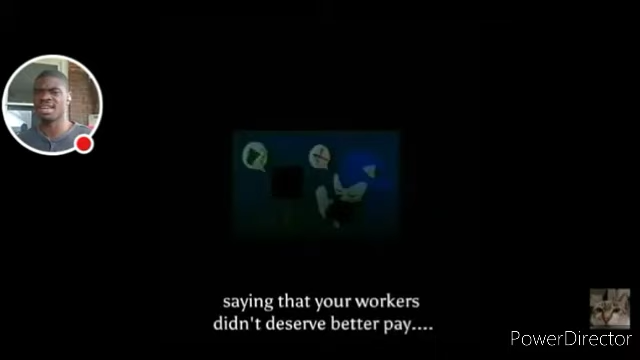 saying that your workers
didn't deserve better pay....
PowerDirector